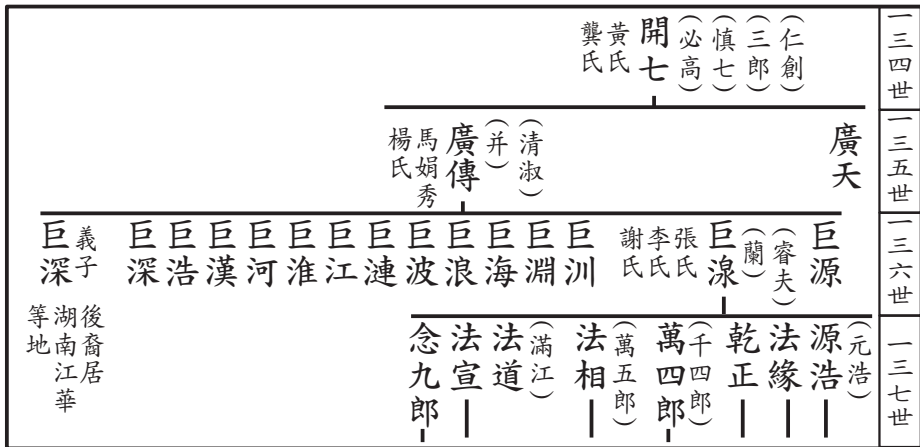 一三四世
（仁創）
（三郎）
（慎七）
（必高）
開七
黃氏
龔氏
一三五世
廣天
（清淑）
（并）
廣傳
馬娟秀
楊氏
一三六世
巨源
（睿夫）
（蘭）
巨湶
張氏
李氏
謝氏
巨汌
巨淵
巨海
巨浪
巨波
巨漣
巨江
巨淮
巨河
巨漢
巨浩
巨深
義子
巨深
後裔居
湖南江華
等地
一三七世
（元浩）
源浩
法緣
乾正
（千四郎）
萬四郎
（萬五郎）
法相
（滿江）
法道
法宣
念九郎